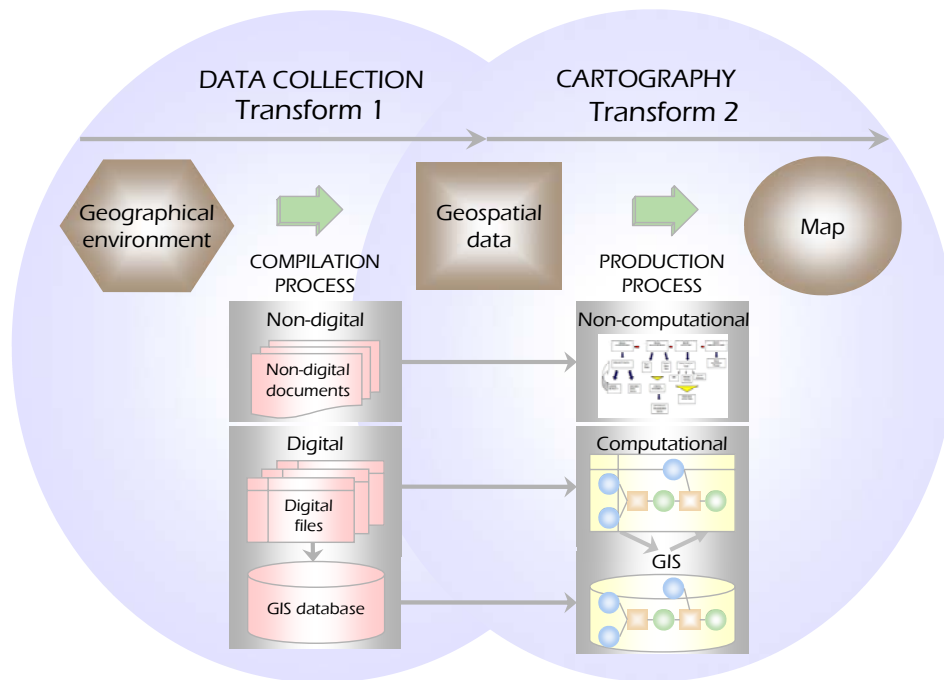 DATA COLLECTION
Transform 1
CARTOGRAPHY
Transform 2
Geographical
environment
Geospatial
data
Map
COMPILATION
PROCESS
PRODUCTION
PROCESS
Non-digital
Non-digital
documents
Non-computational
Digital
Digital
files
GIS database
Computational
GIS